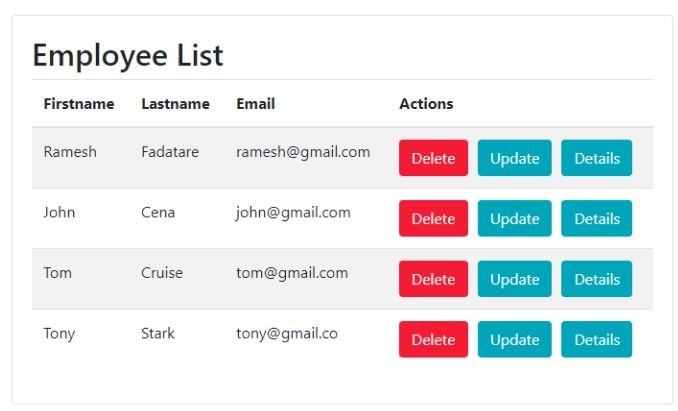 Employee List
Firstname Lastname Email Actions
Ramesh Fadatare ramesh@gmail.com Delete Update Details
John Cena john@gmail.com Delete Update Details
Tom Cruise tom@gmail.com Delete Update Details
Tony Stark tony@gmail.co Delete Update Details